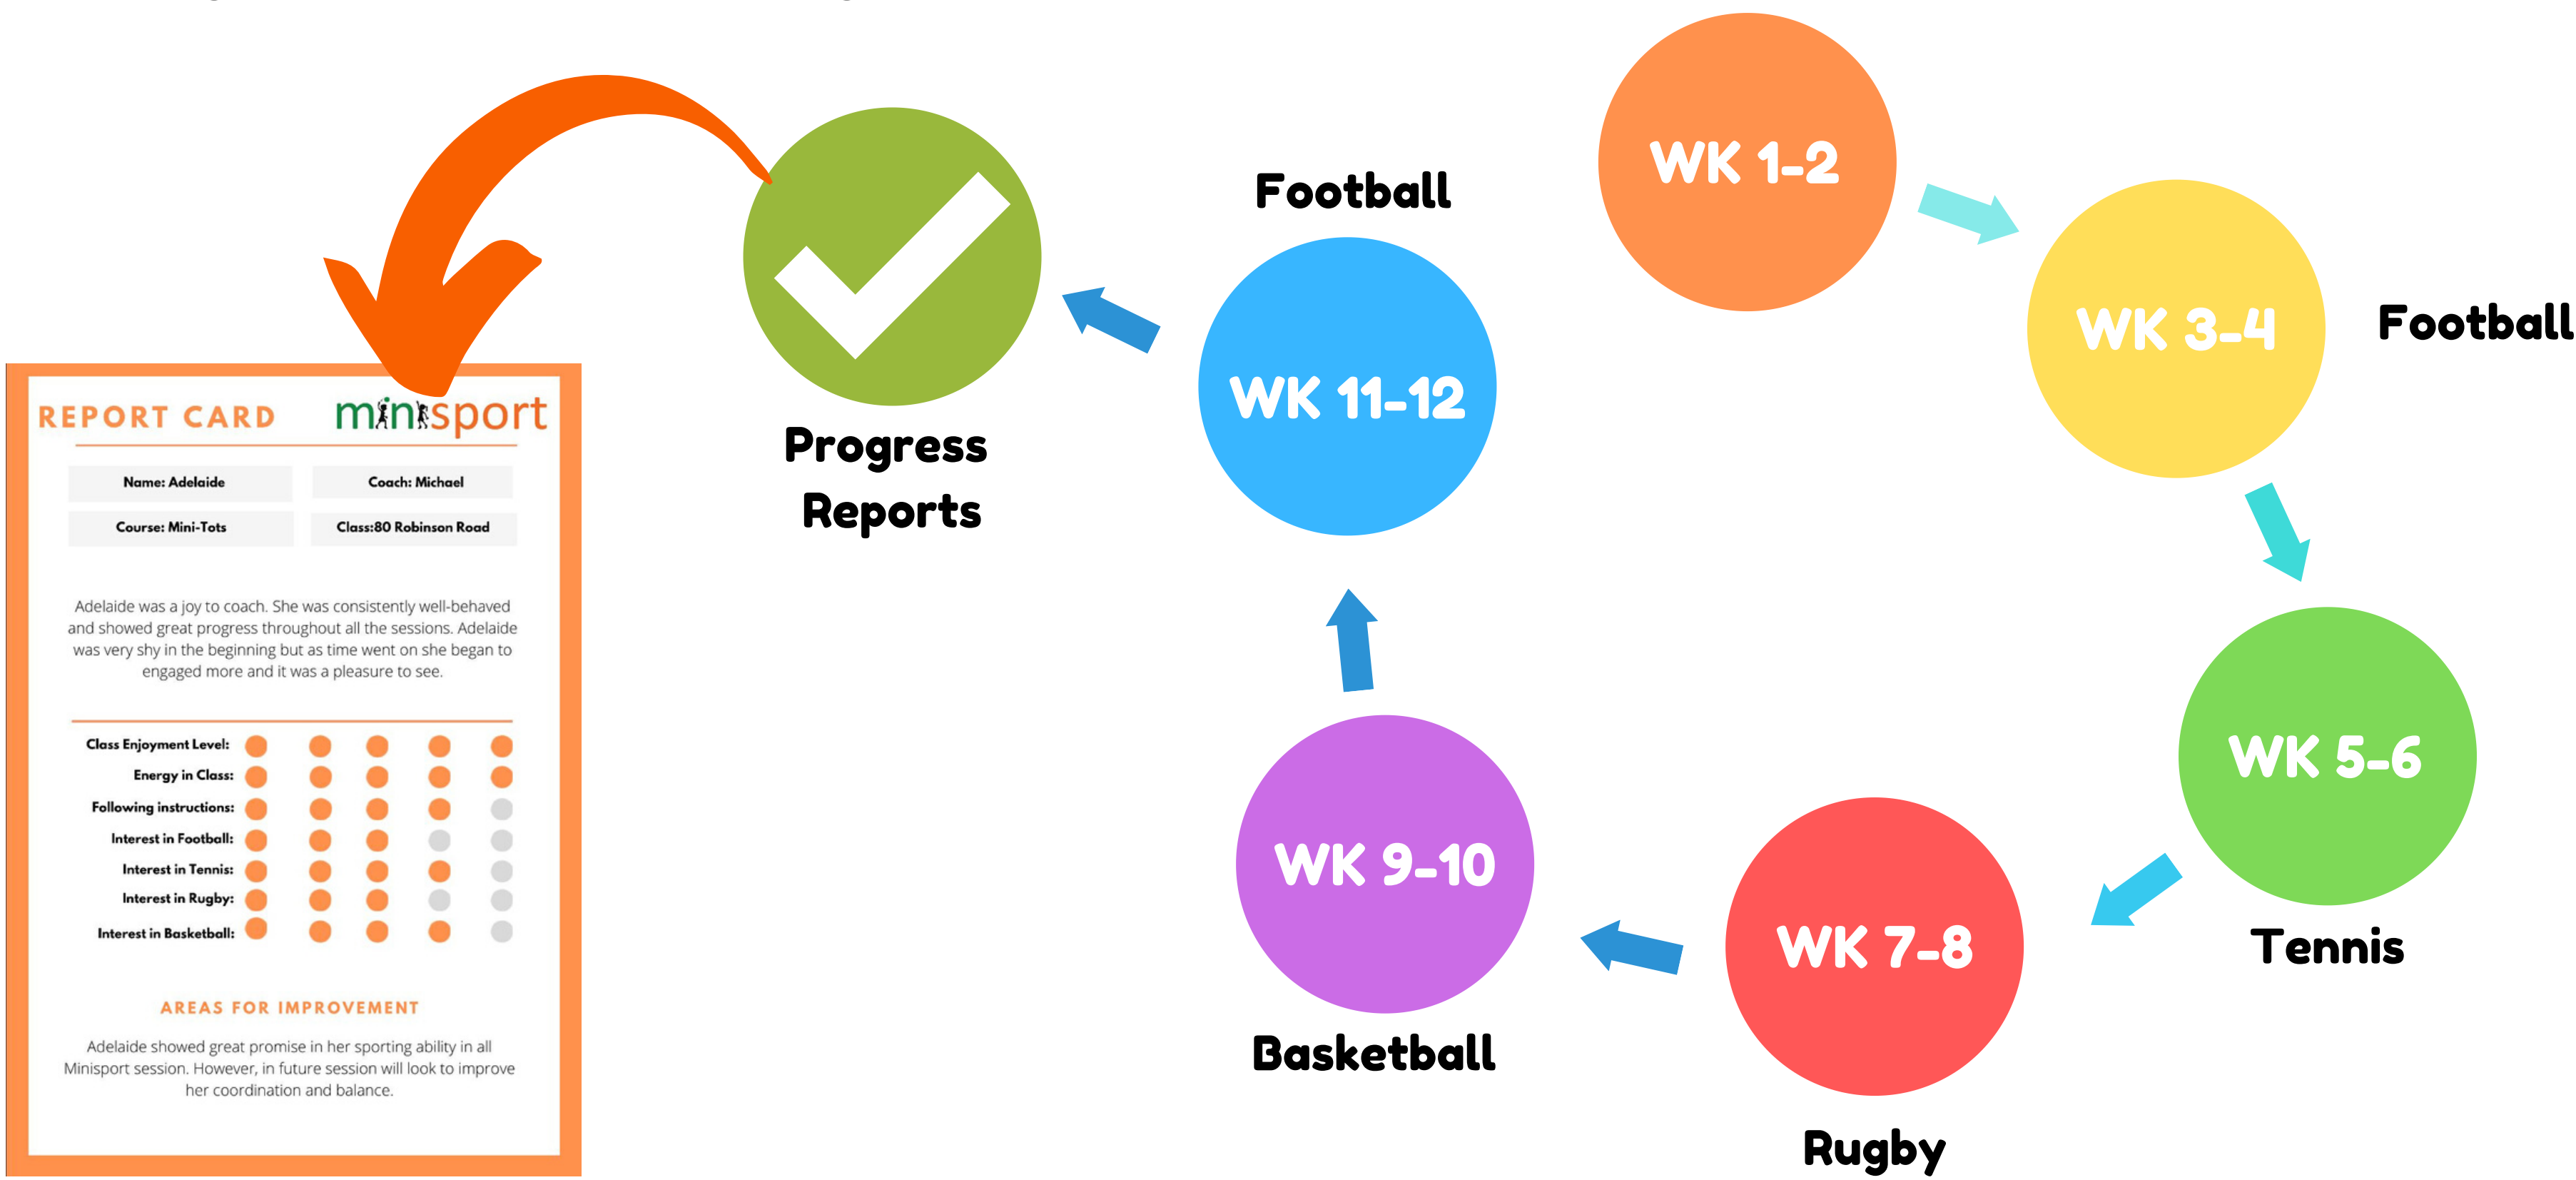 WK 1-2
WK 3-4
Football
WK 5-6
Tennis
WK 7-8
Rugby
WK 9-10
Basketball
Football
WK 11-12
Progress
Reports
REPORT CARD
minisport
Name: Adelaide
Coach: Michael
Course: Mini-Tots
Class:80 Robinson Road
Adelaide was a joy to coach. She was consistently well-behaved
and showed great progress throughout all the sessions. Adelaide
was very shy in the beginning but as time went on she began to
engaged more and it was a pleasure to see.
Class Enjoyment Level:
Energy in Class:
Following instructions:
Interest in Football:
Interest in Tennis:
Interest in Rugby:
Interest in Basketball:
AREAS FOR IMPROVEMENT
Adelaide showed great promise in her sporting ability in all
Minisport session. However, in future session will look to improve
her coordination and balance.